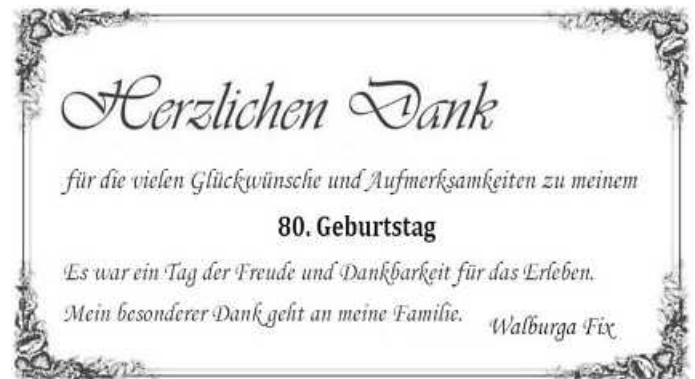 Herzlichen Dank
für die vielen Glückwünsche und Aufmerksamkeiten zu meinem
80. Geburtstag
Es war ein Tag der Freude und Dankbarkeit für das Erleben.
Mein besonderer Dank geht an meine Familie.
Walburga Fix